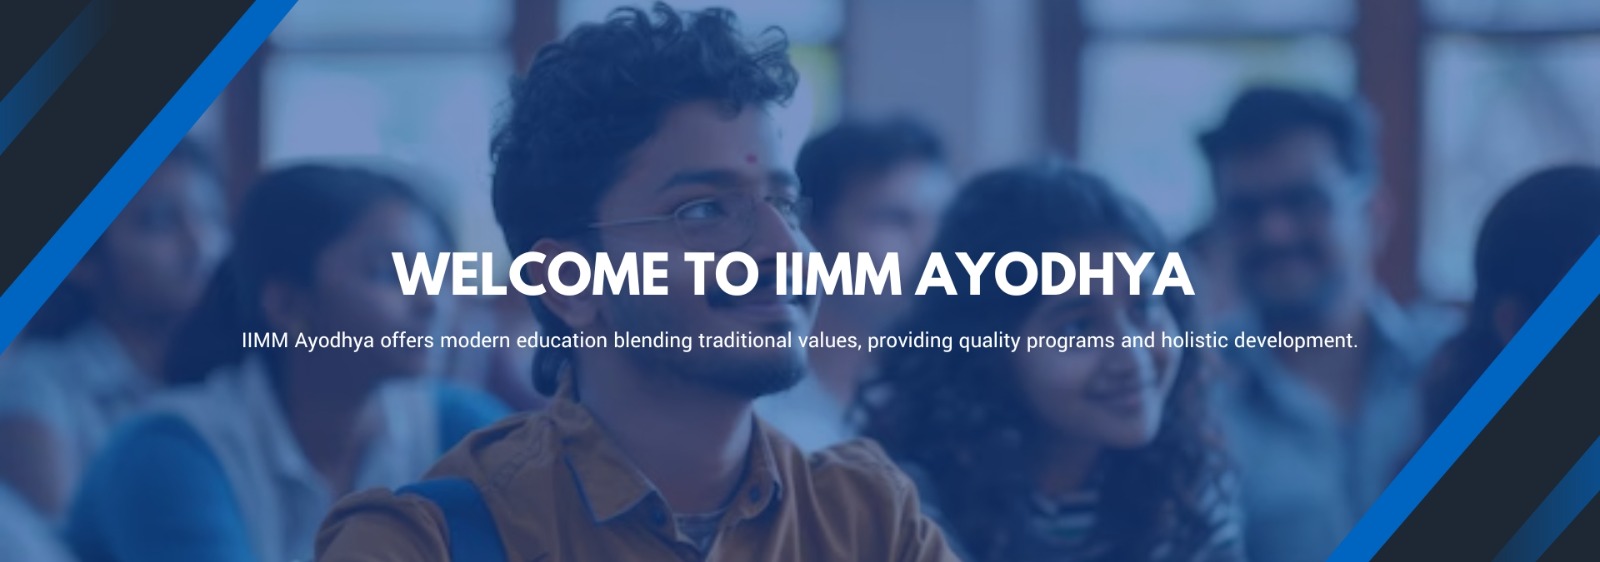 WELCOME TO IIMM AYODHYA
IIMM Ayodhya offers modern education blending traditional values, providing quality programs and holistic development.